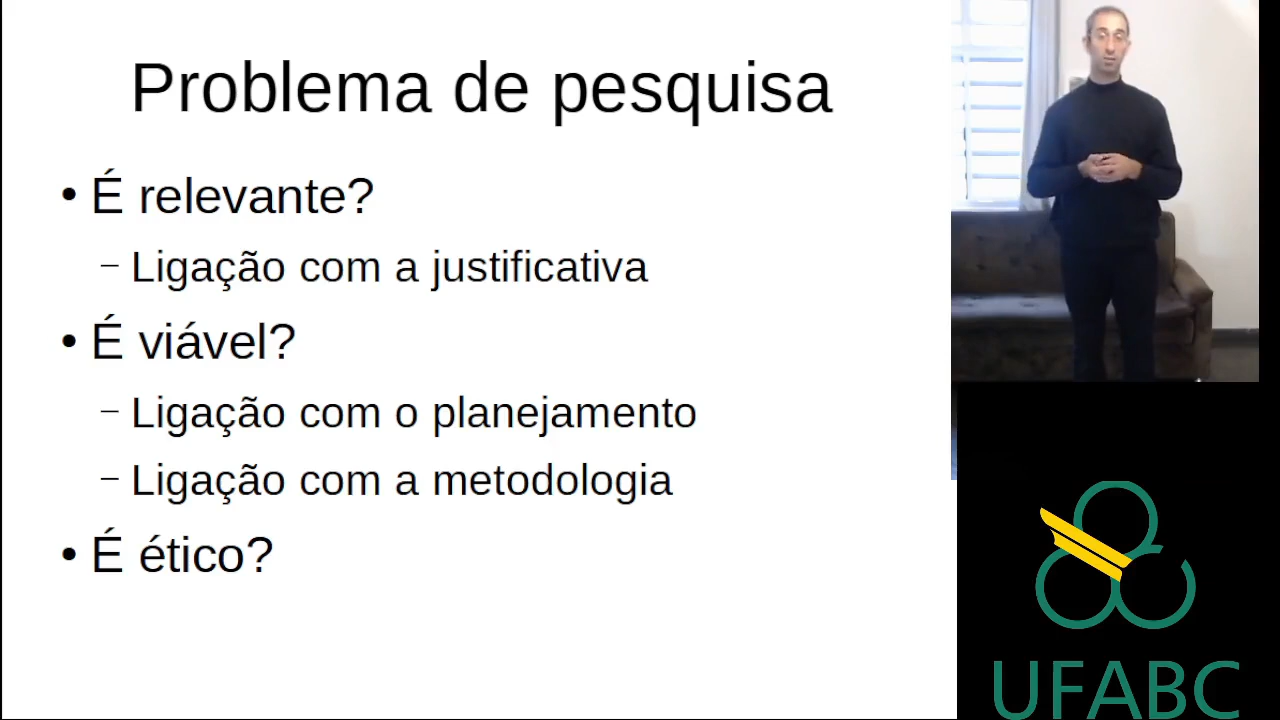 Problema de pesquisa
• É relevante?
– Ligação com a justificativa
• É viável?
– Ligação com o planejamento
– Ligação com a metodologia
• É ético?
UFABC